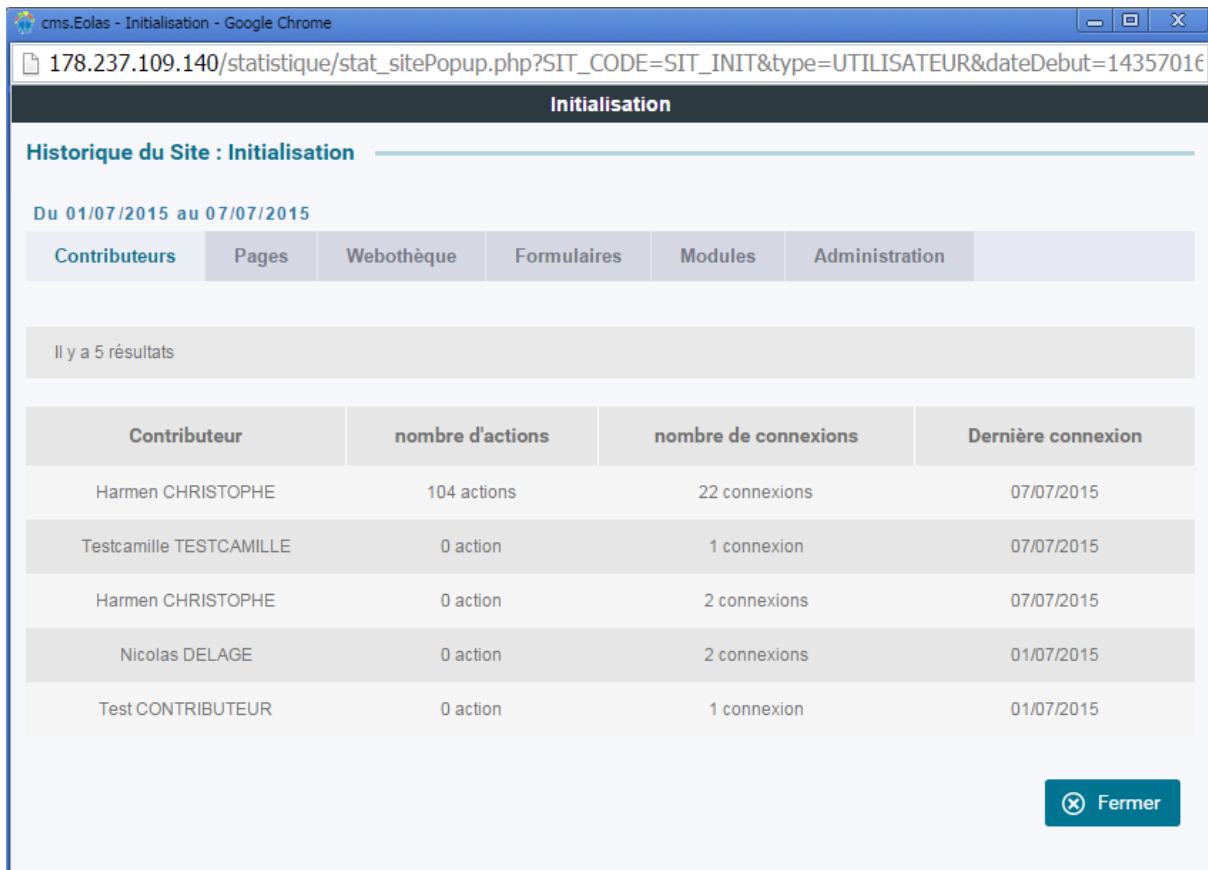 cms.Eolas - Initialisation - Google Chrome
178.237.109.140/statistique/stat_sitePopup.php?SIT_CODE=SIT_INIT&type=UTILISATEUR&dateDebut=14357016
Initialisation
Historique du Site : Initialisation
Du 01/07/2015 au 07/07/2015
Contributeurs Pages Webothèque Formulaires Modules Administration
Il y a 5 résultats
Contributeur nombre d'actions nombre de connexions Dernière connexion
Harmen CHRISTOPHE 104 actions 22 connexions 07/07/2015
Testcamille TESTCAMILLE 0 action 1 connexion 07/07/2015
Harmen CHRISTOPHE 0 action 2 connexions 07/07/2015
Nicolas DELAGE 0 action 2 connexions 01/07/2015
Test CONTRIBUTEUR 0 action 1 connexion 01/07/2015
Fermer